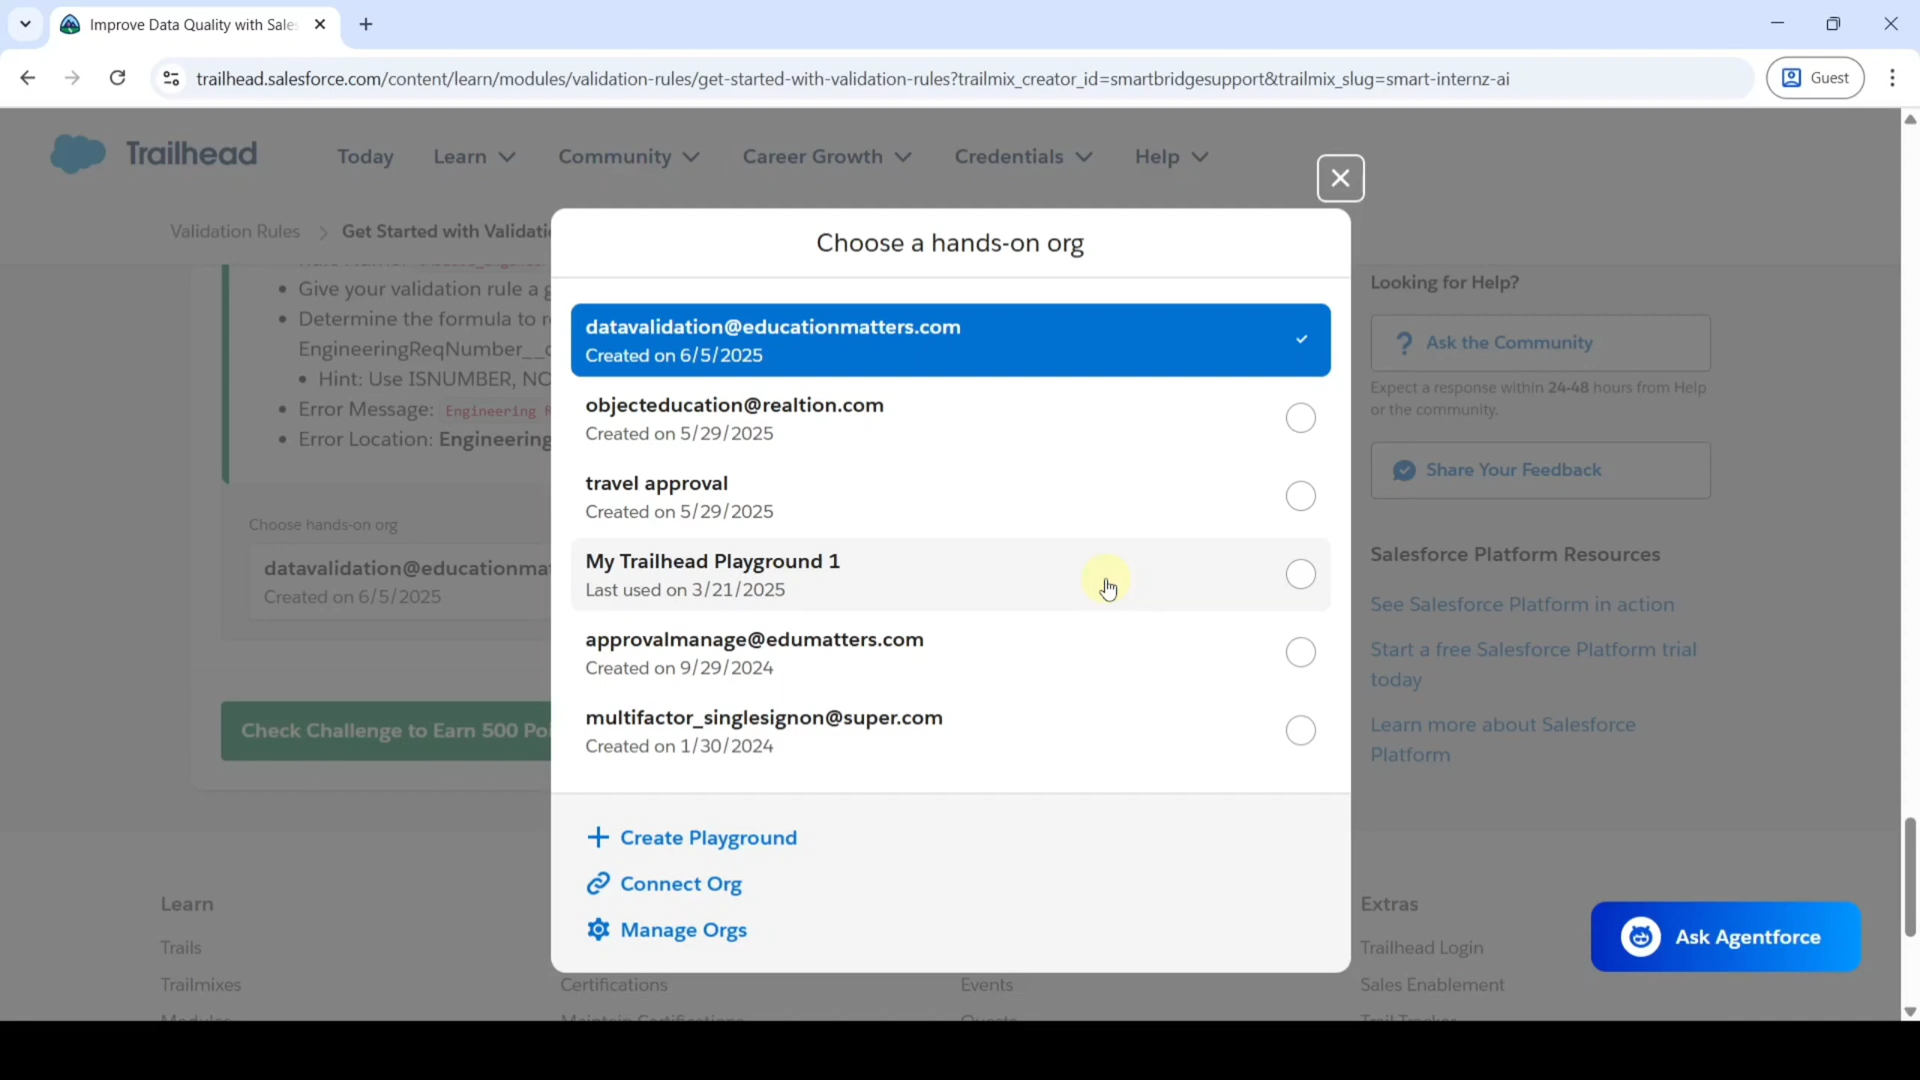 Improve Data Quality with Sales
trailhead.salesforce.com/content/learn/modules/validation-rules/get-started-with-validation-rules?trailmix_creator_id=smartbridgesupport&trailmix_slug=smart-internz-ai
Guest
Trailhead
Today
Learn
Community
Career Growth
Credentials
Help
Validation Rules
Get Started with Validati
Choose a hands-on org
datavalidation@educationmatters.com
Created on 6/5/2025
objecteducation@realtion.com
Created on 5/29/2025
travel approval
Created on 5/29/2025
My Trailhead Playground 1
Last used on 3/21/2025
approvalmanage@edumatters.com
Created on 9/29/2024
multifactor_singlesignon@super.com
Created on 1/30/2024
Create Playground
Connect Org
Manage Orgs
Give your validation rule a
Determine the formula to r
EngineeringReqNumber__c
Hint: Use ISNUMBER, NO
Error Message: Engineering
Error Location: Engineering
Choose hands-on org
datavalidation@educationma
Created on 6/5/2025
Check Challenge to Earn 500 Poi
Looking for Help?
Ask the Community
Expect a response within 24-48 hours from Help
or the community.
Share Your Feedback
Salesforce Platform Resources
See Salesforce Platform in action
Start a free Salesforce Platform trial
today
Learn more about Salesforce
Platform
Learn
Trails
Trailmixes
Certifications
Events
Extras
Trailhead Login
Sales Enablement
Ask Agentforce